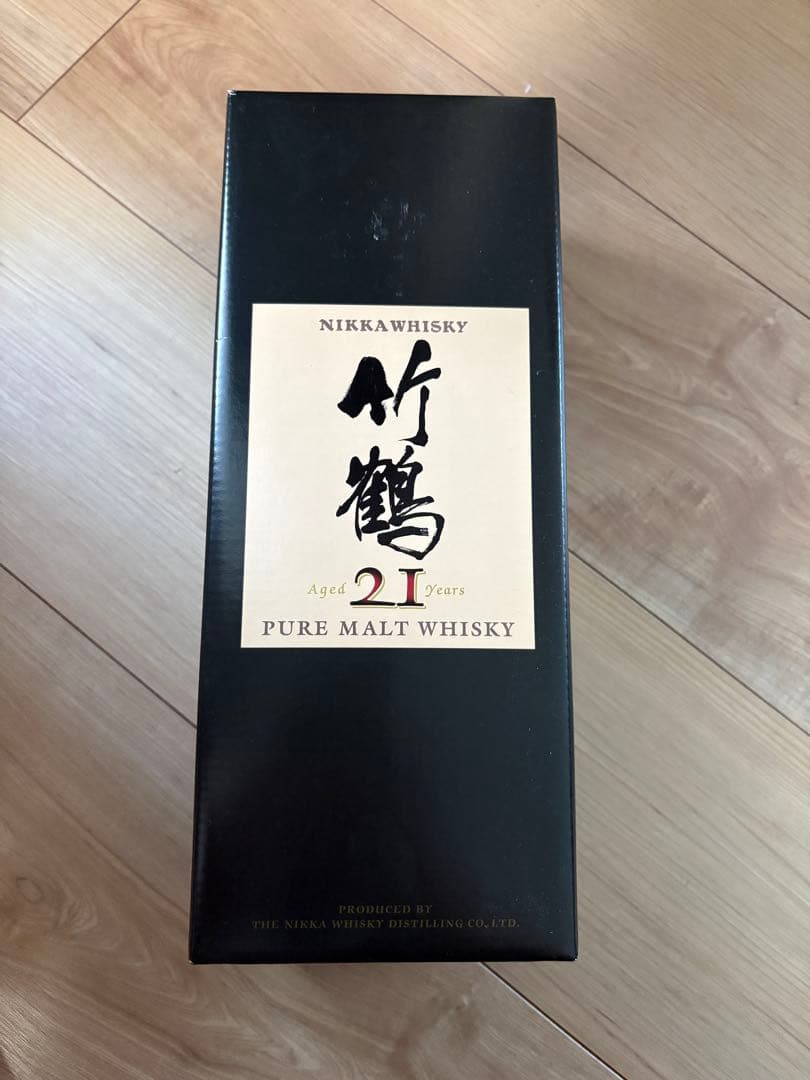 NIKKAWHISKY
竹
鶴
Aged 21 Years
PURE MALT WHISKY
PRODUCED BY
THE NIKKA WHISKY DISTILLING CO.,LTD.